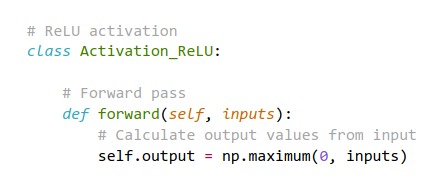 # ReLU activation
class Activation_ReLU:
# Forward pass
def forward(self, inputs):
# Calculate output values from input
self.output = np.maximum(0, inputs)